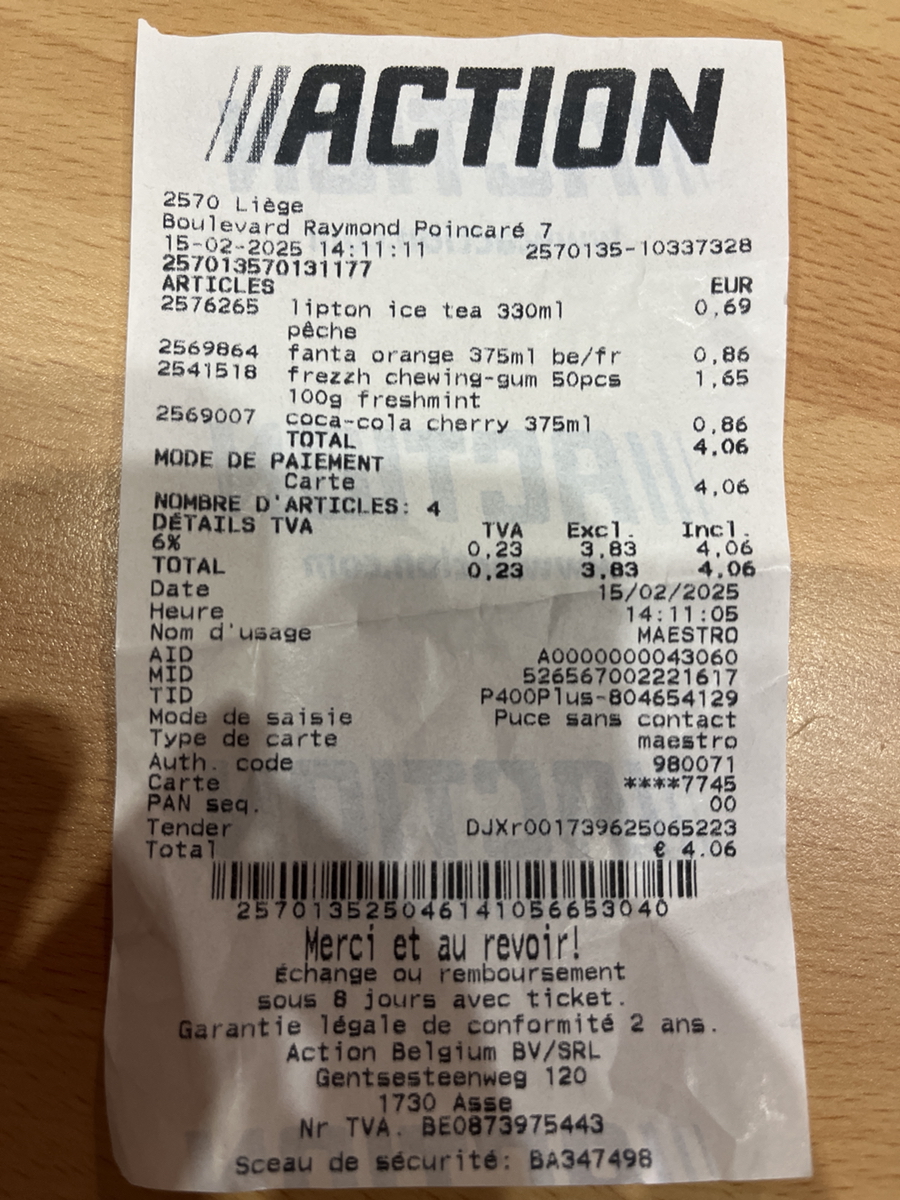 ACTION
2570 Liège
Boulevard Raymond Poincaré 7
15-02-2025 14:11:11 2570135-10337328
257013570131177
ARTICLES EUR
2576265 lipton ice tea 330ml 0,69
pêche
2569864 fanta orange 375ml be/fr 0,86
2541518 frezzh chewing-gum 50pcs 1,65
100g freshmint
2569007 coca-cola cherry 375ml 0,86
TOTAL 4,06
MODE DE PAIEMENT
Carte 4,06
NOMBRE D'ARTICLES: 4
DÉTAILS TVA TVA Excl. Incl.
6% 0,23 3,83 4,06
TOTAL 0,23 3,83 4,06
Date 15/02/2025
Heure 14:11:05
Nom d'usage MAESTRO
AID A0000000043060
MID 526567002221617
TID P400Plus-804654129
Mode de saisie Puce sans contact
Type de carte maestro
Auth. code 980071
Carte ****7745
PAN seq. 00
Tender DJXr001739625065223
Total € 4.06
257013525046141056653040
Merci et au revoir!
Échange ou remboursement
sous 8 jours avec ticket.
Garantie légale de conformité 2 ans.
Action Belgium BV/SRL
Gentsesteenweg 120
1730 Asse
Nr TVA. BE0873975443
Sceau de sécurité: BA347498